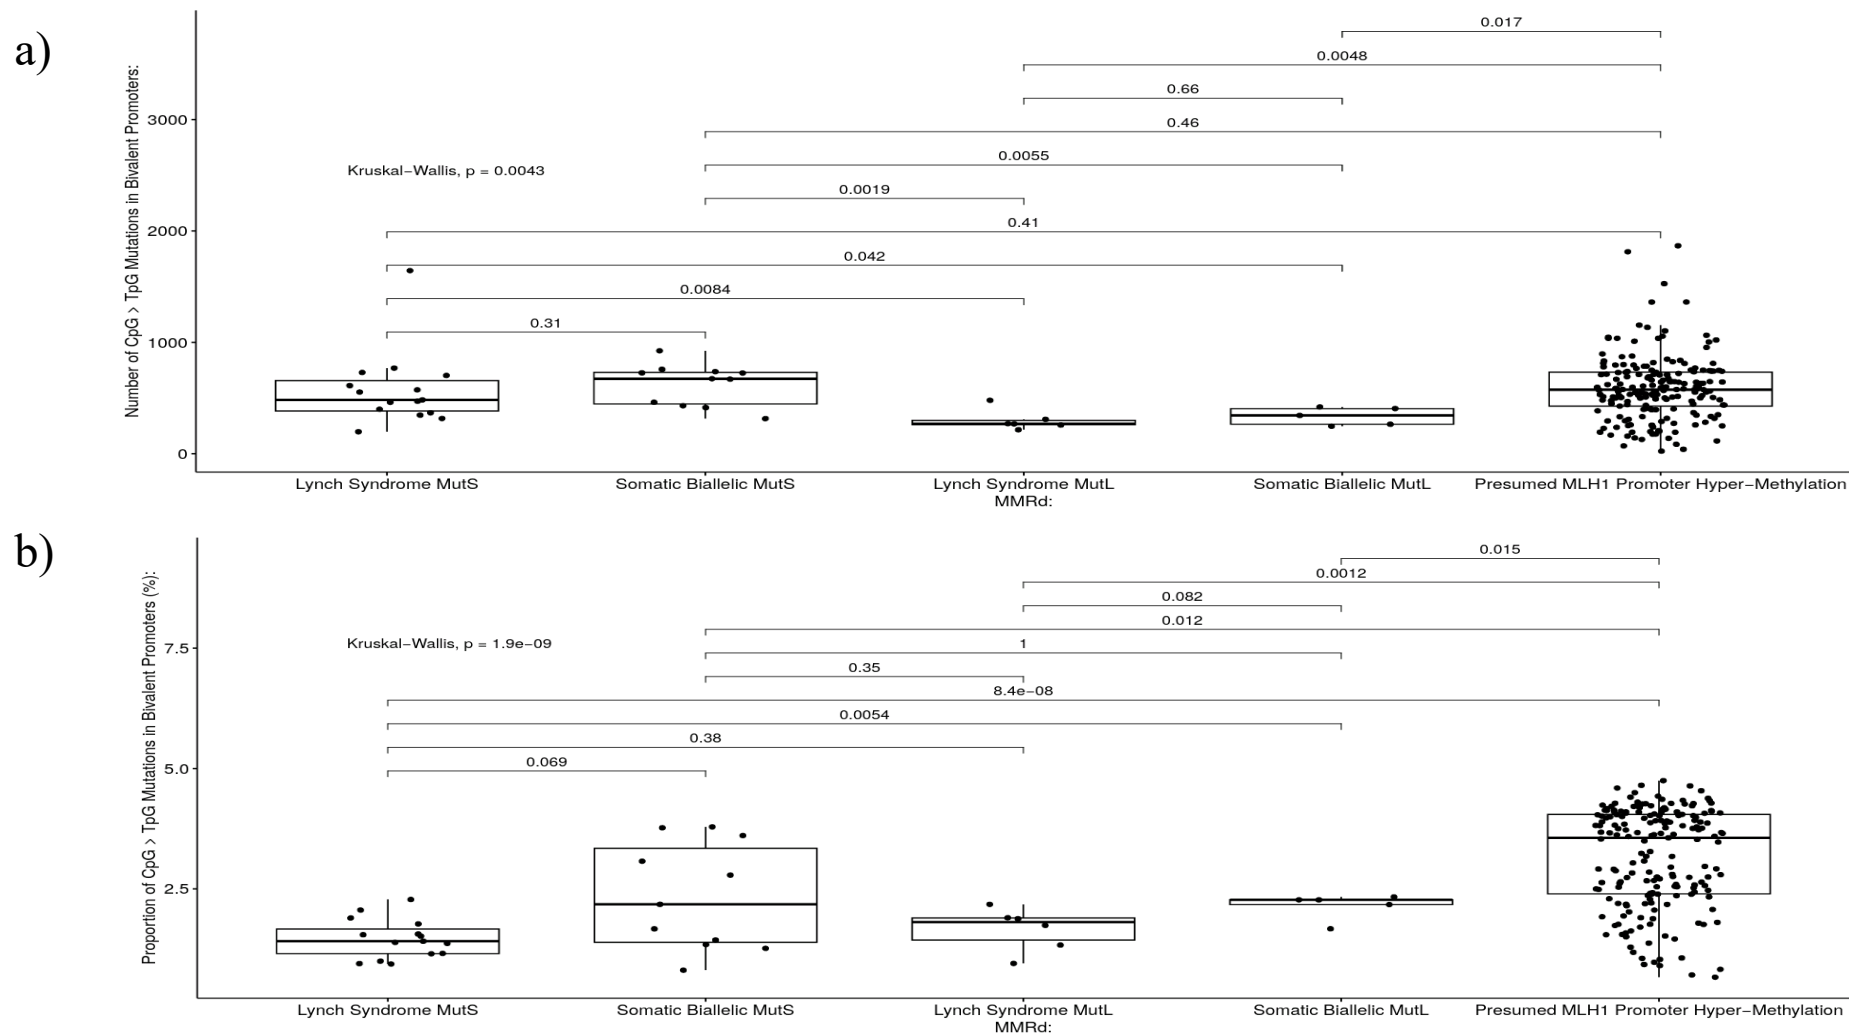 a)
Number of CpG > TpG Mutations in Bivalent Promoters:
0.017
0.0048
0.66
3000
0.46
0.0055
Kruskal−Wallis, p = 0.0043
0.0019
2000
0.41
0.042
0.0084
0.31
1000
0
Lynch Syndrome MutS
Somatic Biallelic MutS
Lynch Syndrome MutL
Somatic Biallelic MutL
Presumed MLH1 Promoter Hyper−Methylation
MMRd:
b)
Proportion of CpG > TpG Mutations in Bivalent Promoters (%):
0.015
0.0012
0.082
0.012
Kruskal−Wallis, p = 1.9e−09
7.5
1
0.35
8.4e−08
0.0054
0.38
5.0
0.069
2.5
Lynch Syndrome MutS
Somatic Biallelic MutS
Lynch Syndrome MutL
Somatic Biallelic MutL
Presumed MLH1 Promoter Hyper−Methylation
MMRd: